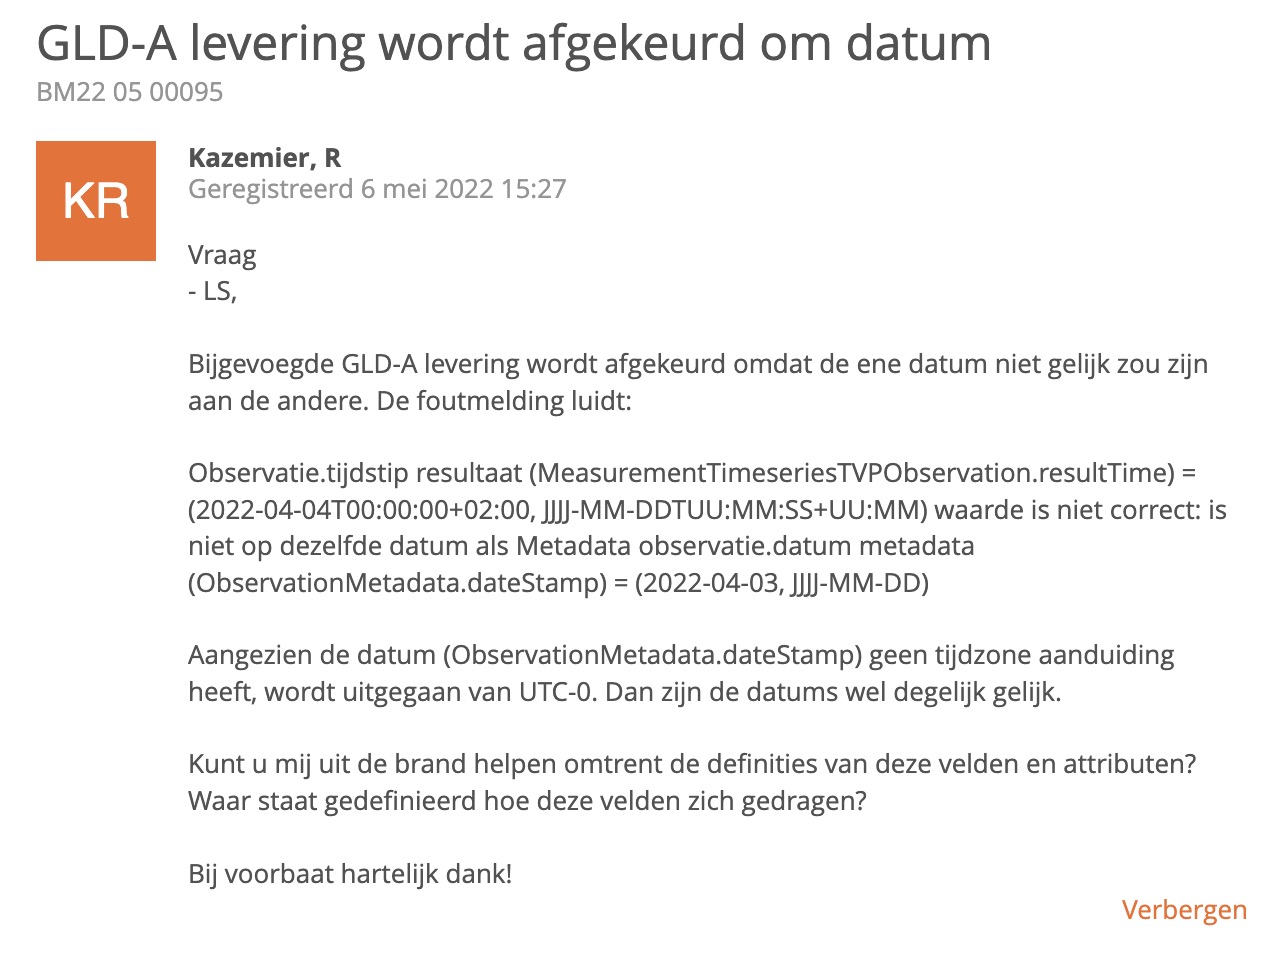 GLD-A levering wordt afgekeurd om datum
BM22 05 00095
KR
Kazemier, R
Geregistreerd 6 mei 2022 15:27
Vraag
- LS,
Bijgevoegde GLD-A levering wordt afgekeurd omdat de ene datum niet gelijk zou zijn
aan de andere. De foutmelding luidt:
Observatie.tijdstip resultaat (MeasurementTimeseriesTVPObservation.resultTime) =
(2022-04-04T00:00:00+02:00, JJJJ-MM-DDTUU:MM:SS+UU:MM) waarde is niet correct: is
niet op dezelfde datum als Metadata observatie.datum metadata
(ObservationMetadata.dateStamp) = (2022-04-03, JJJJ-MM-DD)
Aangezien de datum (ObservationMetadata.dateStamp) geen tijdzone aanduiding
heeft, wordt uitgegaan van UTC-0. Dan zijn de datums wel degelijk gelijk.
Kunt u mij uit de brand helpen omtrent de definities van deze velden en attributen?
Waar staat gedefinieerd hoe deze velden zich gedragen?
Bij voorbaat hartelijk dank!
Verbergen